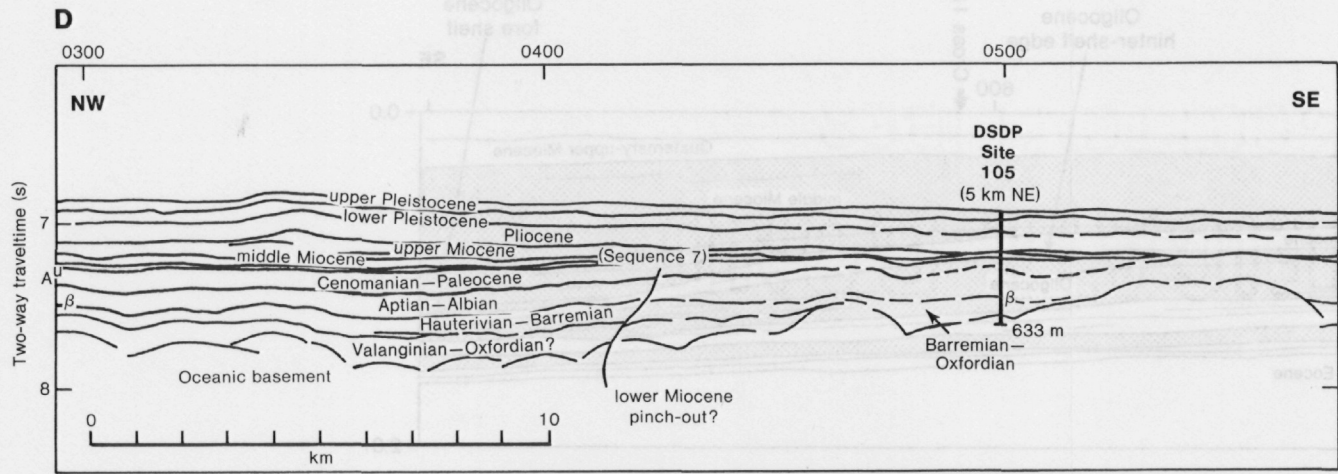 D
0300
0400
0500
NW
SE
DSDP
Site
105
(5 km NE)
Two-way traveltime (s)
7
8
upper Pleistocene
lower Pleistocene
Pliocene
upper Miocene
middle Miocene
(Sequence 7)
Au
Cenomanian–Paleocene
β
Aptian–Albian
Hauterivian–Barremian
β
633 m
Valanginian–Oxfordian?
Barremian–
Oxfordian
Oceanic basement
lower Miocene
pinch-out?
0
10
km